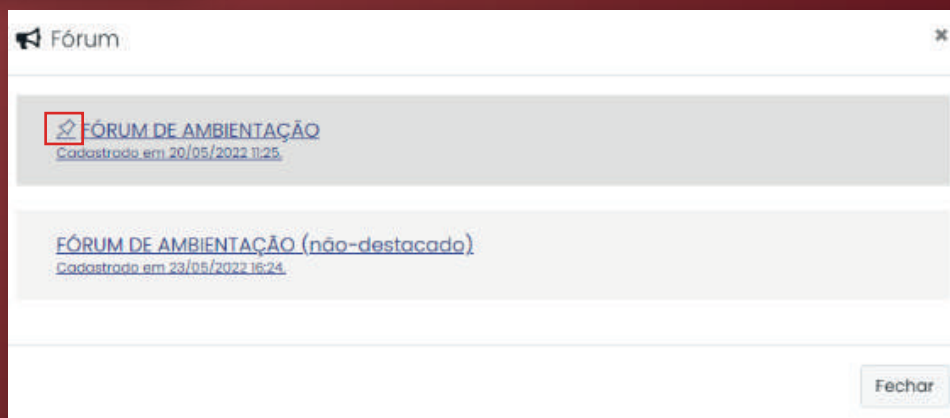 Fórum
FÓRUM DE AMBIENTAÇÃO
Cadastrado em 20/05/2022 11:25.
FÓRUM DE AMBIENTAÇÃO (não-destacado)
Cadastrado em 23/05/2022 16:24.
Fechar